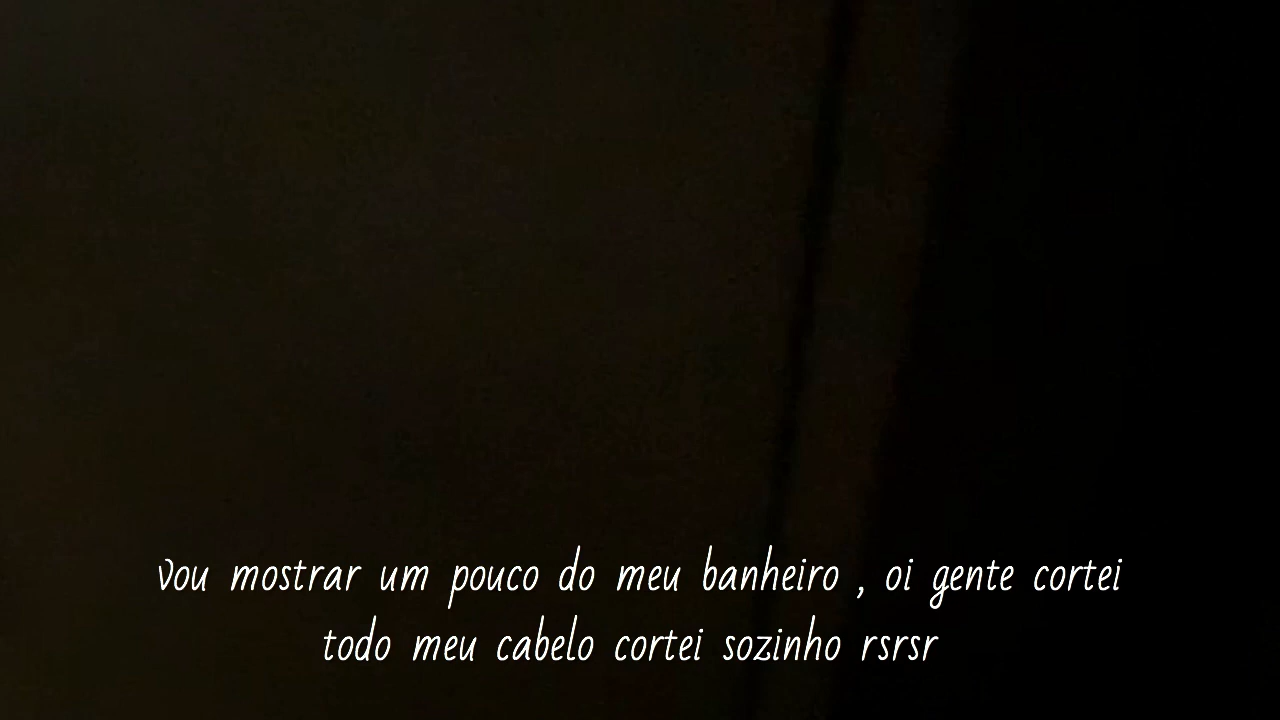 vou mostrar um pouco do meu banheiro , oi gente cortei
todo meu cabelo cortei sozinho rsrsr